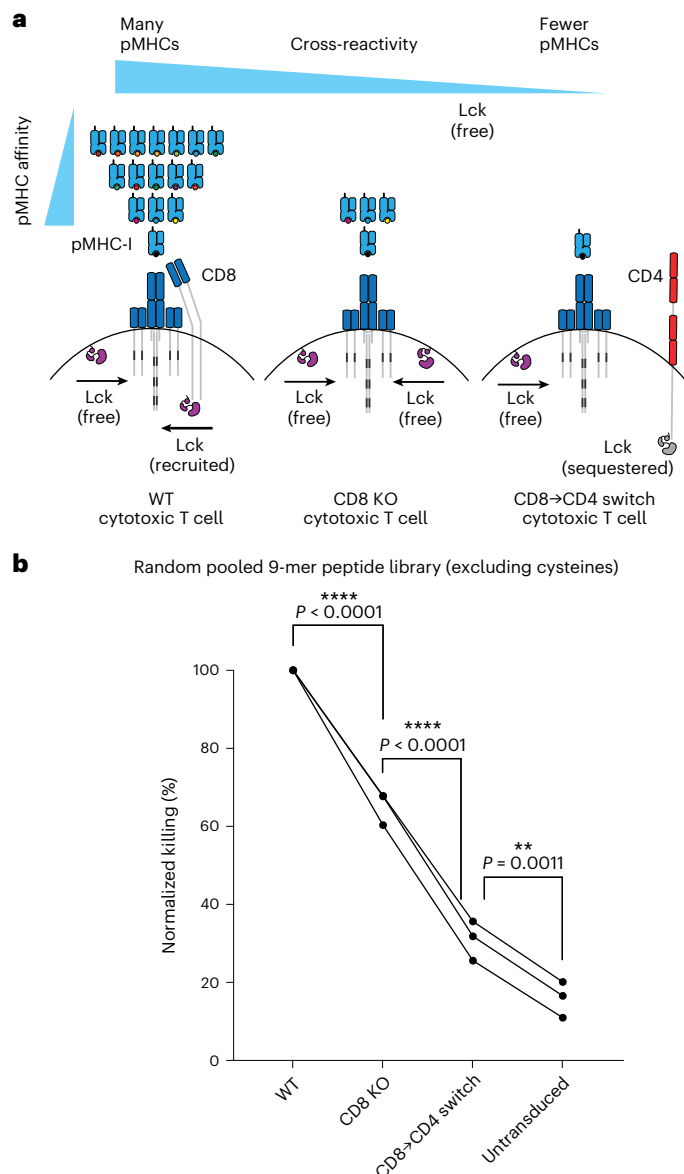 a
Many
pMHCs
Cross-reactivity
Fewer
pMHCs
Lck
(free)
pMHC affinity
pMHC-I
CD8
CD4
Lck
(free)
Lck
(recruited)
Lck
(free)
Lck
(free)
Lck
(free)
Lck
(sequestered)
WT
cytotoxic T cell
CD8 KO
cytotoxic T cell
CD8→CD4 switch
cytotoxic T cell
b
Random pooled 9-mer peptide library (excluding cysteines)
****
P < 0.0001
****
P < 0.0001
**
P = 0.0011
Normalized killing (%)
100
80
60
40
20
0
WT
CD8 KO
CD8→CD4 switch
Untransduced